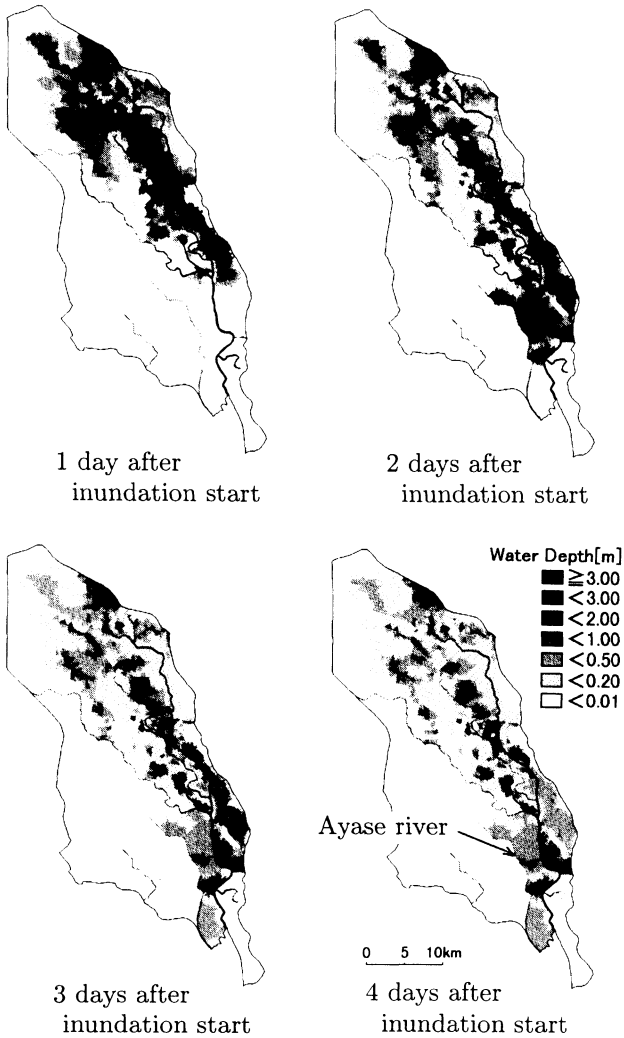 1 day after
inundation start
2 days after
inundation start
Water Depth[m]
≧3.00
<3.00
<2.00
<1.00
<0.50
<0.20
<0.01
Ayase river
0 5 10km
3 days after
inundation start
4 days after
inundation start